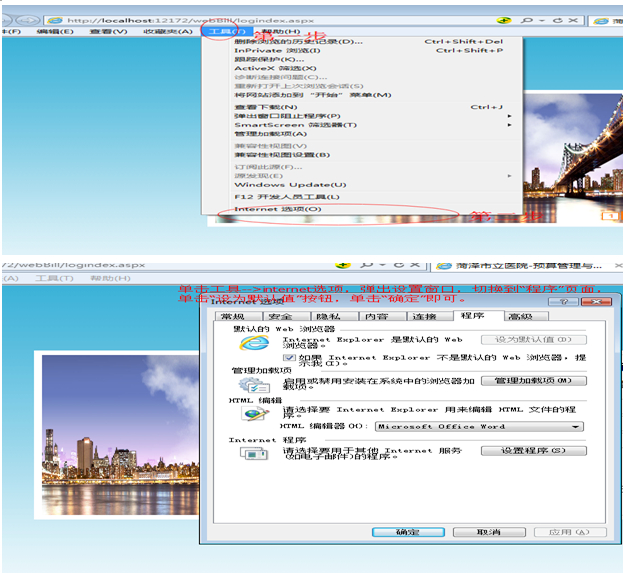 http://localhost:12172/webBill/logindex.aspx
编辑(E) 查看(V) 收藏夹(A) 工具(T) 帮助(H)
第一步
删除浏览的历史记录(D)... Ctrl+Shift+Del
InPrivate 浏览(I) Ctrl+Shift+P
跟踪保护(K)...
ActiveX 筛选(X)
诊断连接问题(C)...
重新打开上次浏览会话(S)
将网站添加到“开始”菜单(M)
查看下载(N) Ctrl+J
弹出窗口阻止程序(P)
SmartScreen 筛选器(T)
管理加载项(A)
兼容性视图(V)
兼容性视图设置(B)
订阅此源(F)...
源发现(E)
Windows Update(U)
F12 开发人员工具(L)
Internet 选项(O)
72/webBill/logindex.aspx
菏泽市立医院-预算管理与...
(A) 工具(T) 帮助(H)
单击工具-->internet选项，弹出设置窗口，切换到“程序”页面，
单击“设为默认值”按钮，单击“确定”即可。
Internet 选项
常规 安全 隐私 内容 连接 程序 高级
默认的 Web 浏览器
Internet Explorer 是默认的 Web
浏览器。
设为默认值(D)
如果 Internet Explorer 不是默认的 Web 浏览器，提
示我(I)。
管理加载项
启用或禁用安装在系统中的浏览器加
载项。
管理加载项(M)
HTML 编辑
请选择要 Internet Explorer 用来编辑 HTML 文件的程
序。
HTML 编辑器(H): Microsoft Office Word
Internet 程序
请选择要用于其他 Internet 服务
(如电子邮件)的程序。
设置程序(S)
确定 取消 应用(A)